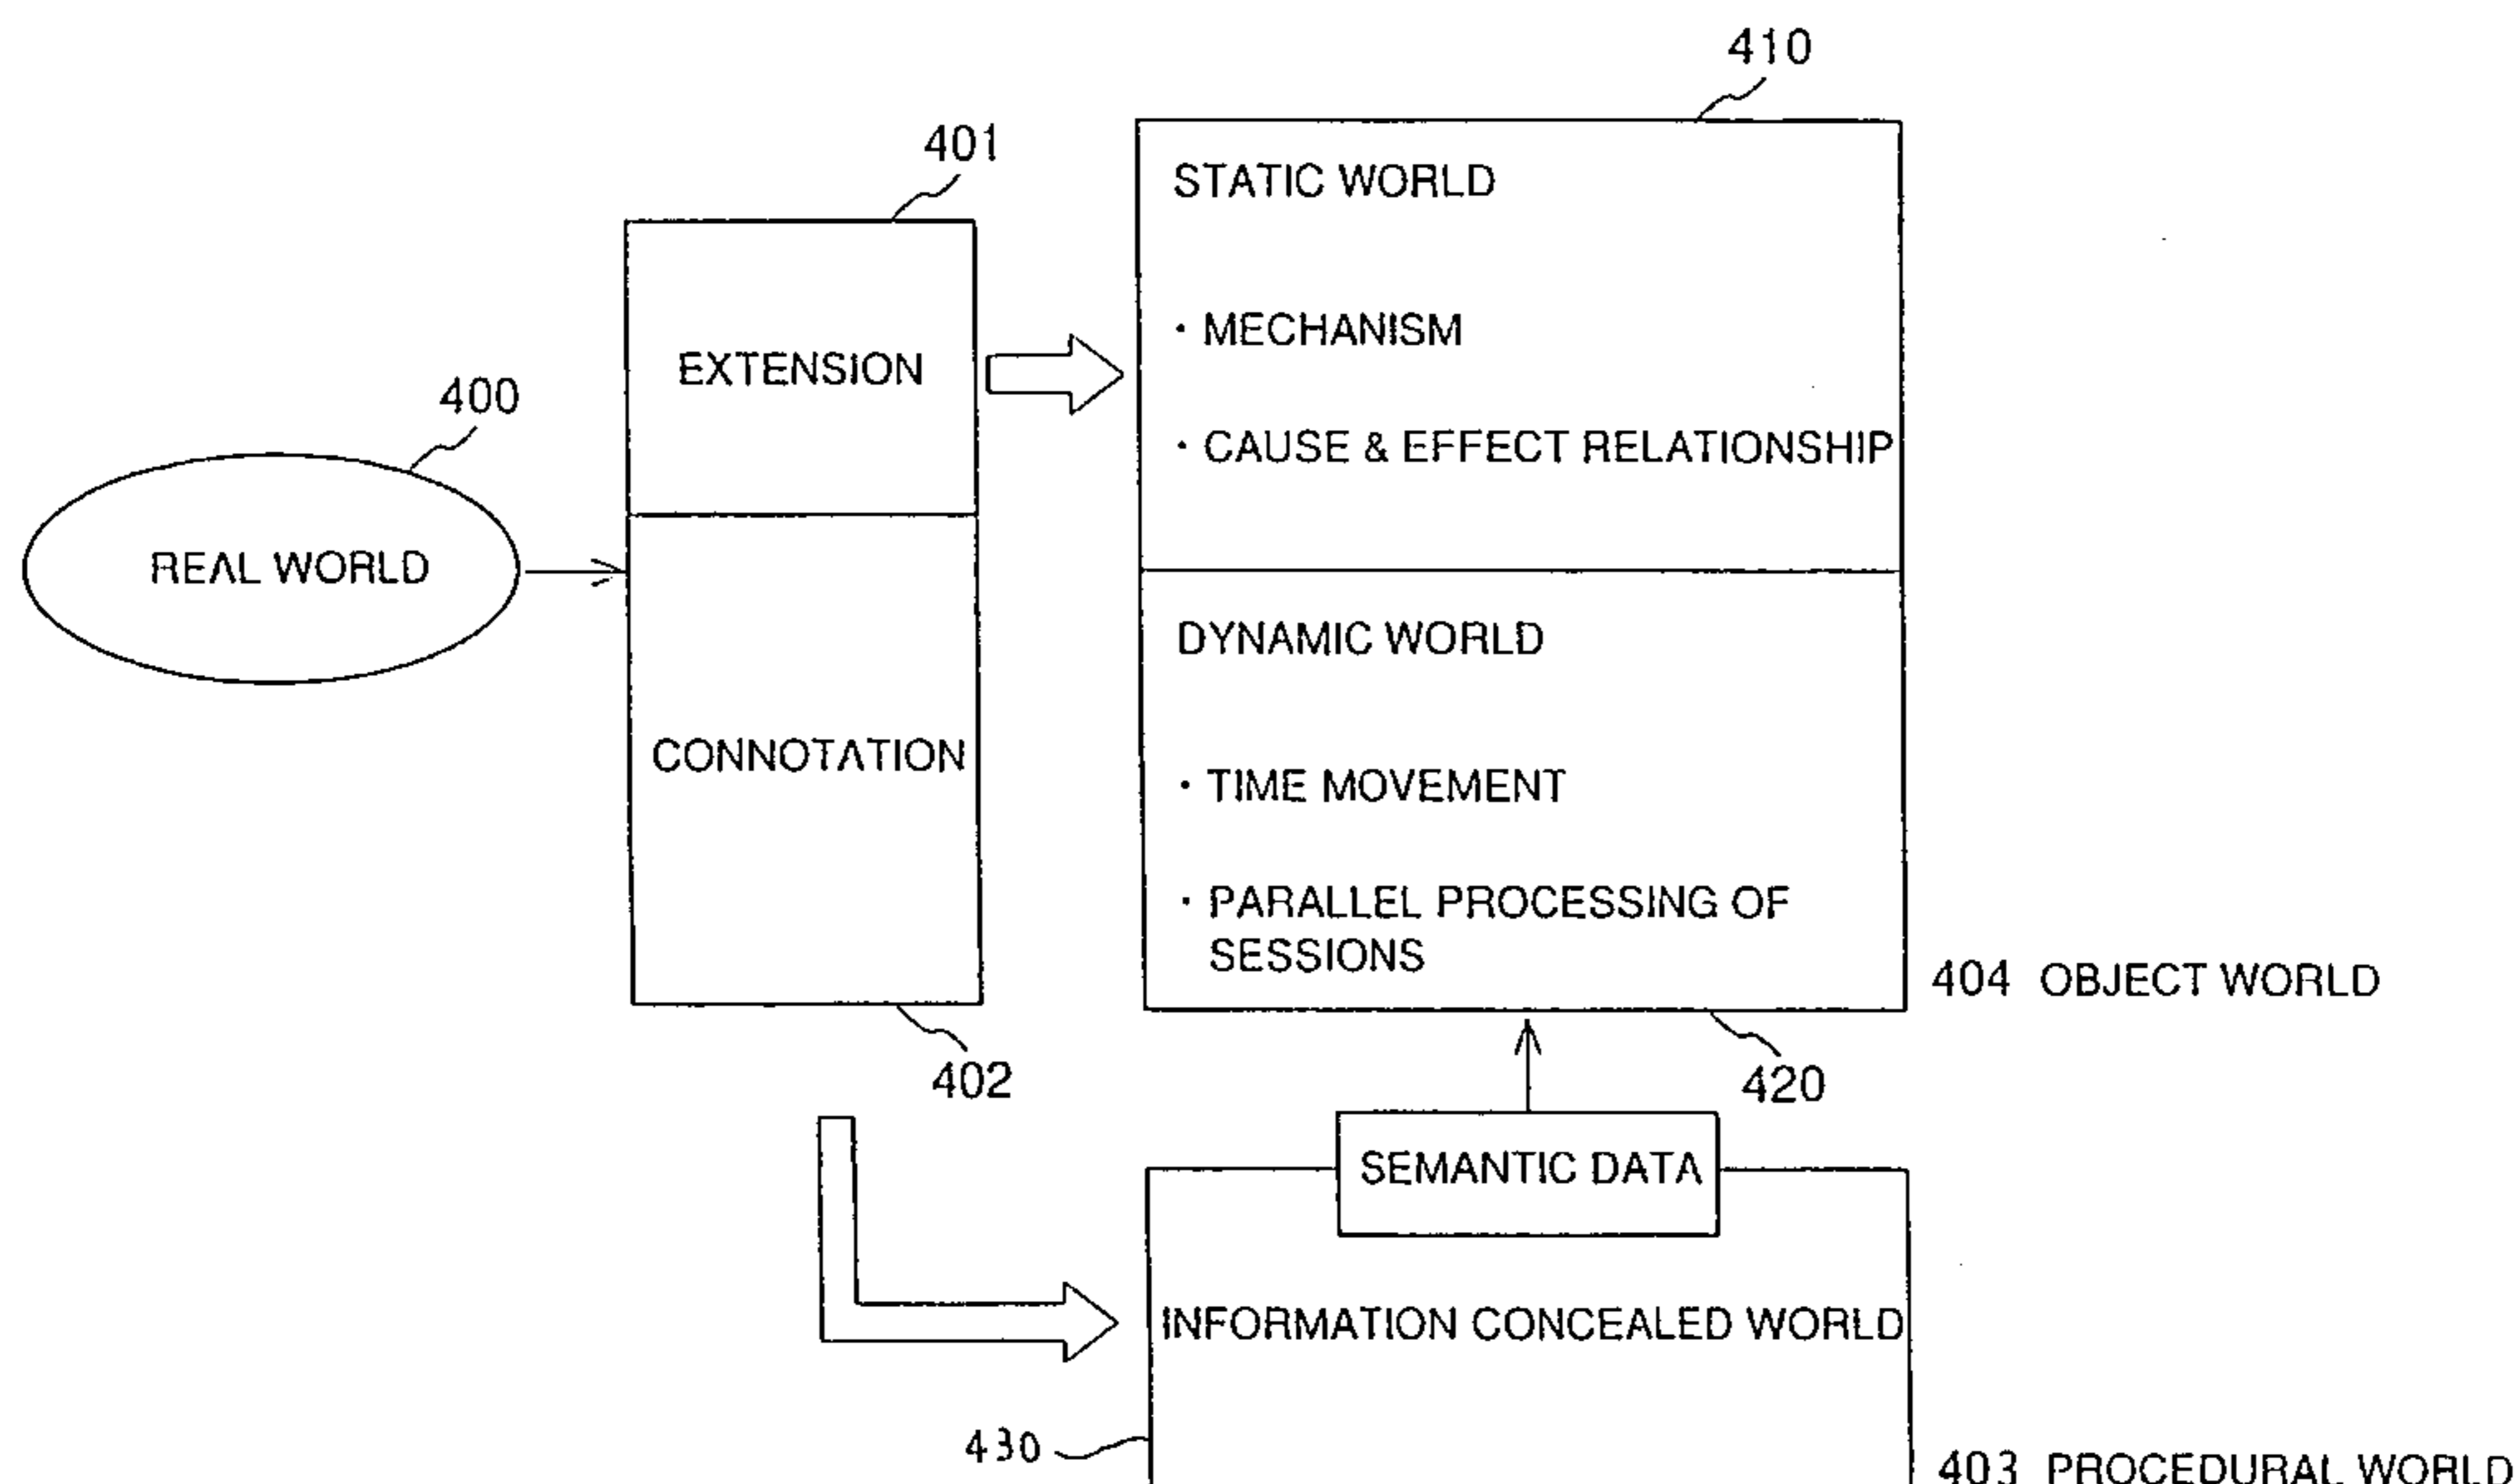 410
401
STATIC WORLD
• MECHANISM
EXTENSION
400
• CAUSE & EFFECT RELATIONSHIP
REAL WORLD
DYNAMIC WORLD
CONNOTATION
• TIME MOVEMENT
• PARALLEL PROCESSING OF
SESSIONS
404 OBJECT WORLD
402
420
SEMANTIC DATA
INFORMATION CONCEALED WORLD
430
403 PROCEDURAL WORLD